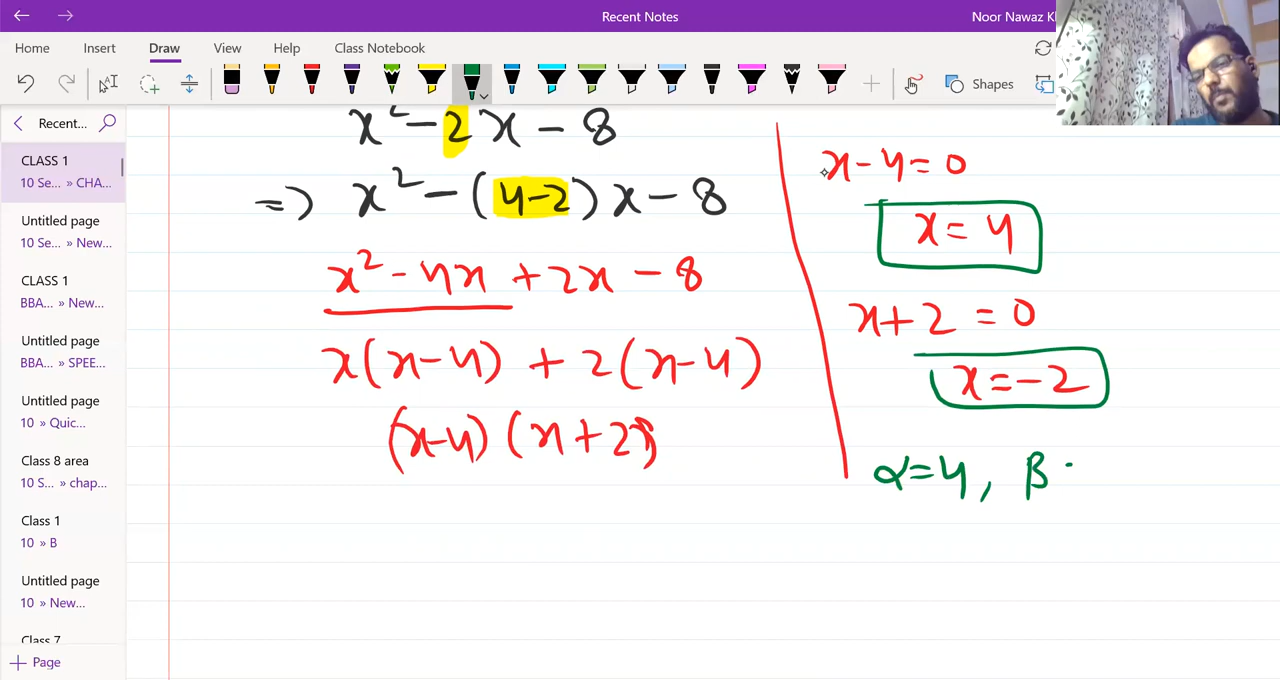 Recent Notes
Noor Nawaz Kh
Home Insert Draw View Help Class Notebook
Shapes
Recent...
CLASS 1
10 Se... » CHA...
Untitled page
10 Se... » New...
CLASS 1
BBA... » New...
Untitled page
BBA... » SPEE...
Untitled page
10 » Quic...
Class 8 area
10 S... » chap...
Class 1
10 » B
Untitled page
10 » New...
Class 7
Page
x² - 2x - 8
=> x² - (4-2)x - 8
x² - 4x + 2x - 8
x(x-4) + 2(x-4)
(x-4) (x+2)
x - 4 = 0
x = 4
x + 2 = 0
x = -2
α = 4, β